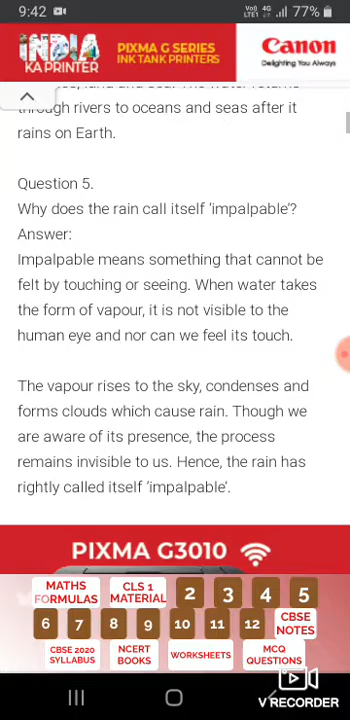 9:42
Vo)) 4G
LTE1
77%
INDIA
KA PRINTER
PIXMA G SERIES
INK TANK PRINTERS
Canon
Delighting You Always
through rivers to oceans and seas after it
rains on Earth.
Question 5.
Why does the rain call itself ‘impalpable’?
Answer:
Impalpable means something that cannot be
felt by touching or seeing. When water takes
the form of vapour, it is not visible to the
human eye and nor can we feel its touch.
The vapour rises to the sky, condenses and
forms clouds which cause rain. Though we
are aware of its presence, the process
remains invisible to us. Hence, the rain has
rightly called itself ‘impalpable’.
PIXMA G3010
MATHS FORMULAS
CLS 1 MATERIAL
2 3 4 5
6 7 8 9 10 11 12
CBSE NOTES
CBSE 2020 SYLLABUS
NCERT BOOKS
WORKSHEETS
MCQ QUESTIONS
V RECORDER